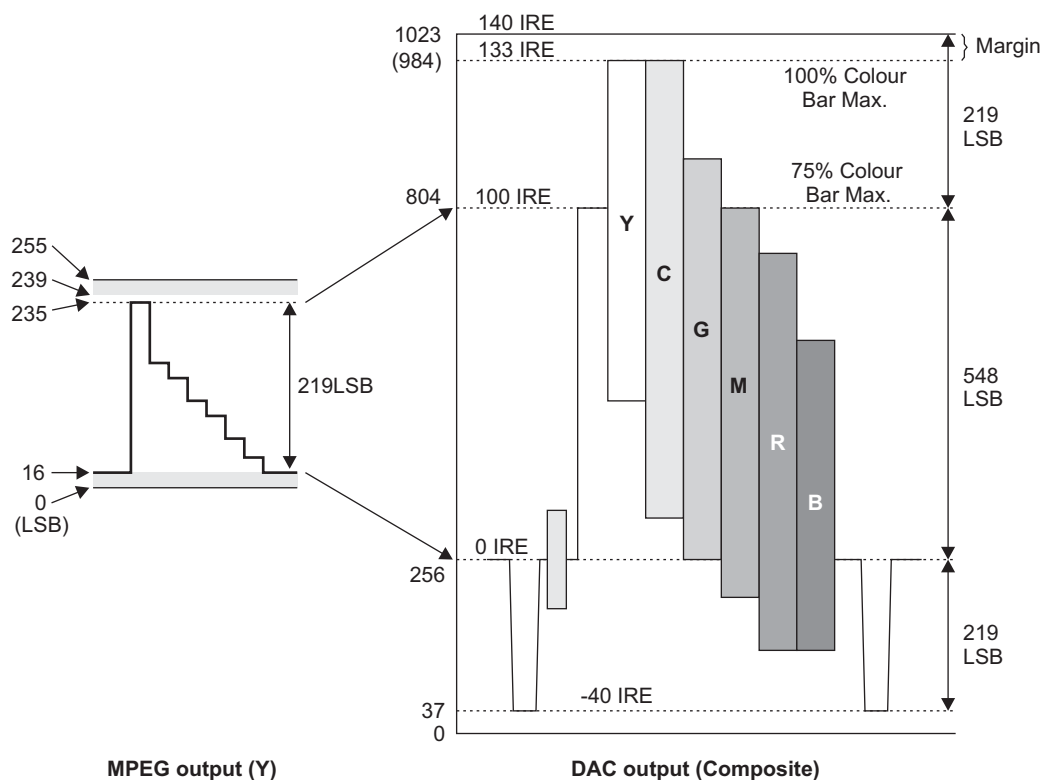 140 IRE
1023
133 IRE
(984)
Margin
100% Colour
Bar Max.
219
LSB
75% Colour
Bar Max.
804
100 IRE
Y
C
G
M
R
B
255
239
235
219LSB
16
0
(LSB)
548
LSB
0 IRE
256
219
LSB
-40 IRE
37
0
MPEG output (Y)
DAC output (Composite)